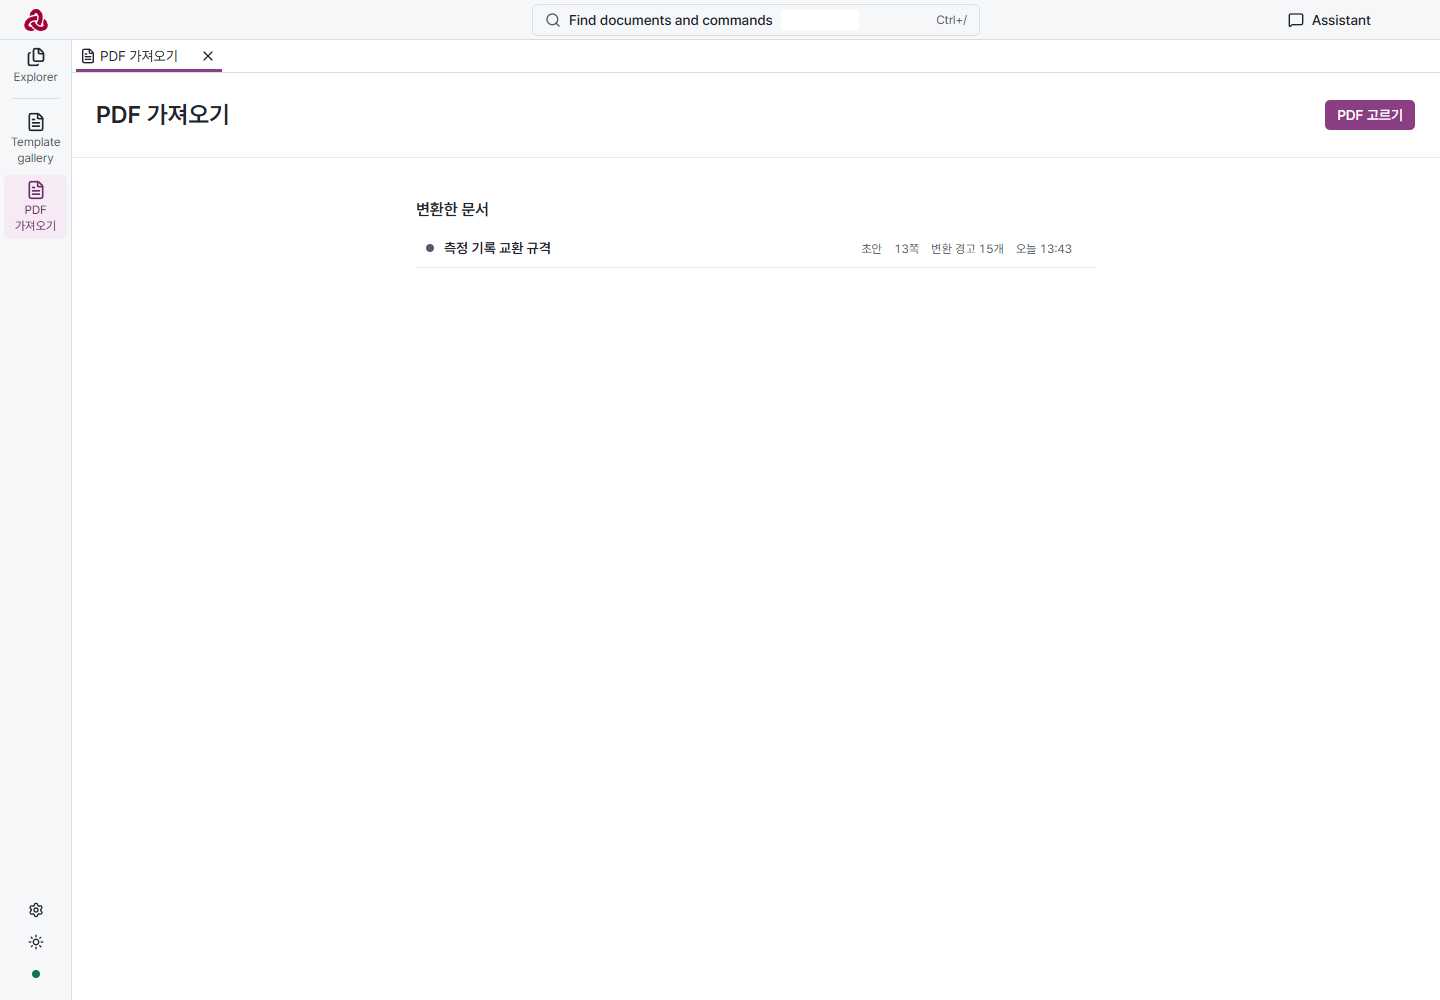 Find documents and commands Ctrl+/
Assistant
Explorer
Template
gallery
PDF
가져오기
PDF 가져오기
PDF 가져오기
PDF 고르기
변환한 문서
측정 기록 교환 규격 초안 13쪽 변환 경고 15개 오늘 13:43